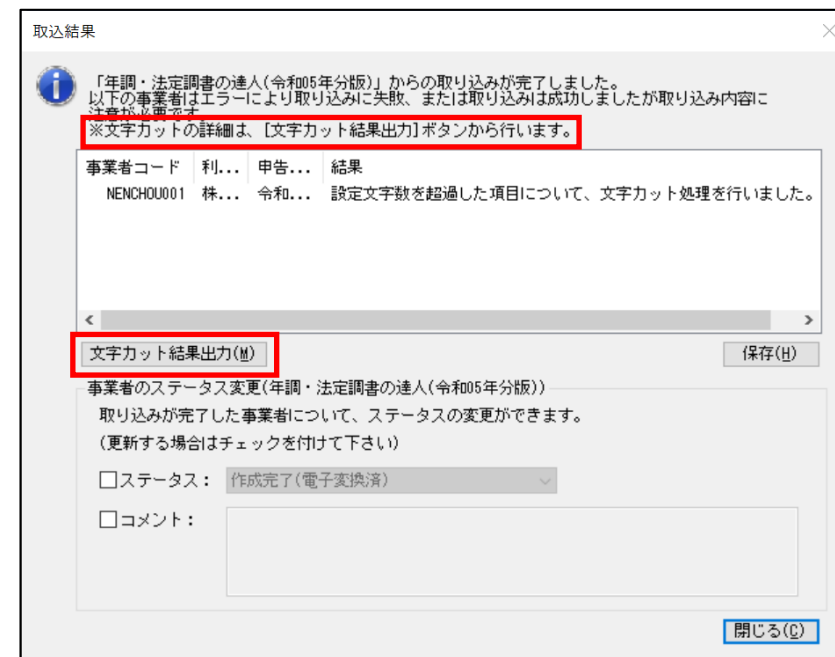 取込結果
「年調・法定調書の達人(令和05年分版)」からの取り込みが完了しました。
以下の事業者はエラーにより取り込みに失敗、または取り込みは成功しましたが取り込み内容に
注意が必要です。
※文字カットの詳細は、[文字カット結果出力]ボタンから行います。
事業者コード 利... 申告... 結果
NENCHOU001 株... 令和... 設定文字数を超過した項目について、文字カット処理を行いました。
文字カット結果出力(M) 保存(H)
事業者のステータス変更(年調・法定調書の達人(令和05年分版))
取り込みが完了した事業者について、ステータスの変更ができます。
(更新する場合はチェックを付けて下さい)
ステータス： 作成完了(電子変換済)
コメント：
閉じる(C)